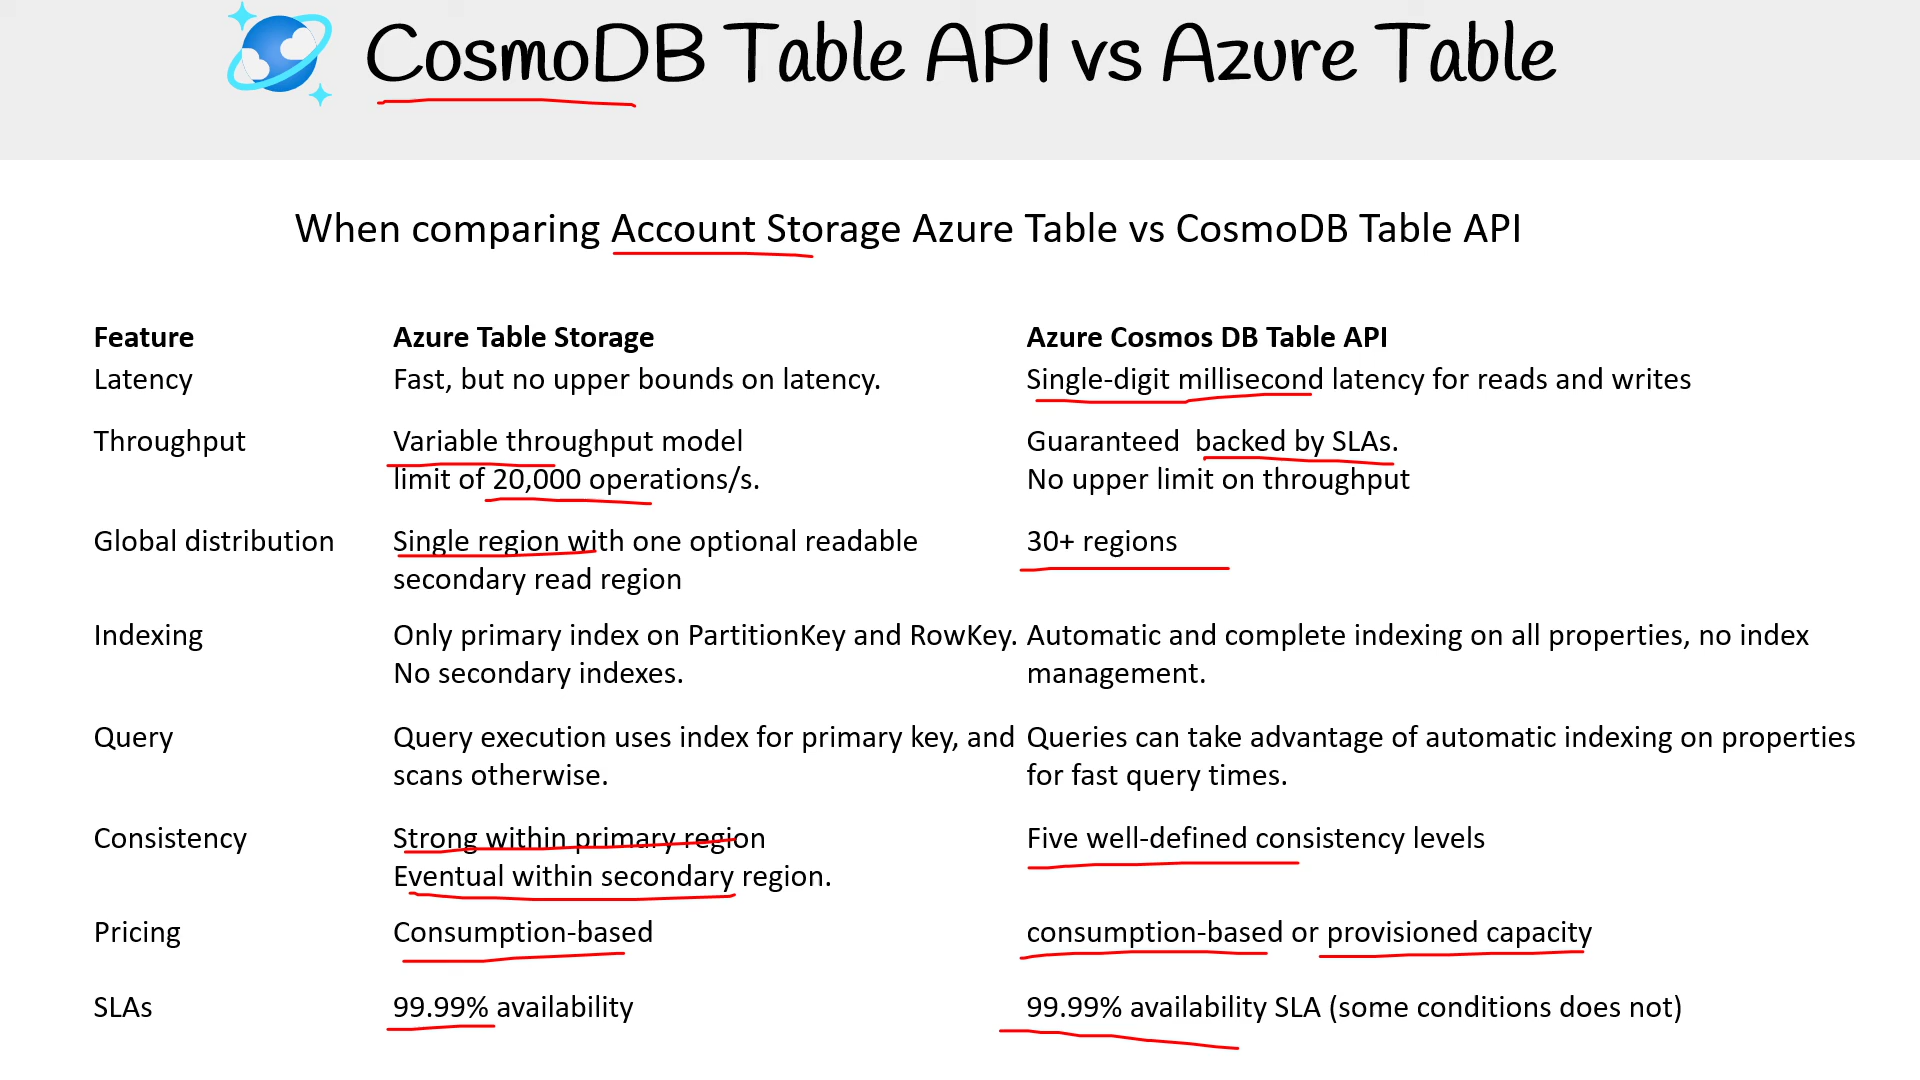 CosmoDB Table API vs Azure Table
When comparing Account Storage Azure Table vs CosmoDB Table API
Feature Azure Table Storage Azure Cosmos DB Table API
Latency Fast, but no upper bounds on latency. Single-digit millisecond latency for reads and writes
Throughput Variable throughput model Guaranteed  backed by SLAs.
limit of 20,000 operations/s. No upper limit on throughput
Global distribution Single region with one optional readable 30+ regions
secondary read region
Indexing Only primary index on PartitionKey and RowKey. Automatic and complete indexing on all properties, no index
No secondary indexes. management.
Query Query execution uses index for primary key, and Queries can take advantage of automatic indexing on properties
scans otherwise. for fast query times.
Consistency Strong within primary region Five well-defined consistency levels
Eventual within secondary region.
Pricing Consumption-based consumption-based or provisioned capacity
SLAs 99.99% availability 99.99% availability SLA (some conditions does not)